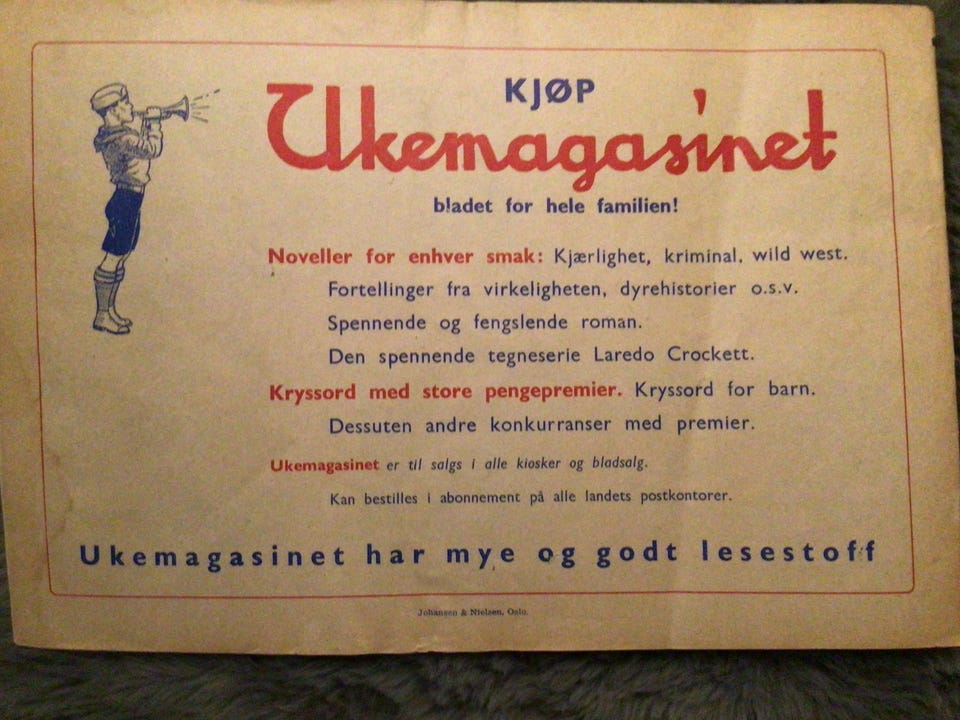 KJØP
Ukemagasinet
bladet for hele familien!
Noveller for enhver smak: Kjærlighet, kriminal, wild west.
Fortellinger fra virkeligheten, dyrehistorier o.s.v.
Spennende og fengslende roman.
Den spennende tegneserie Laredo Crockett.
Kryssord med store pengepremier. Kryssord for barn.
Dessuten andre konkurranser med premier.
Ukemagasinet er til salgs i alle kiosker og bladsalg.
Kan bestilles i abonnement på alle landets postkontorer.
Ukemagasinet har mye og godt lesestoff
Johansen & Nielsen, Oslo.